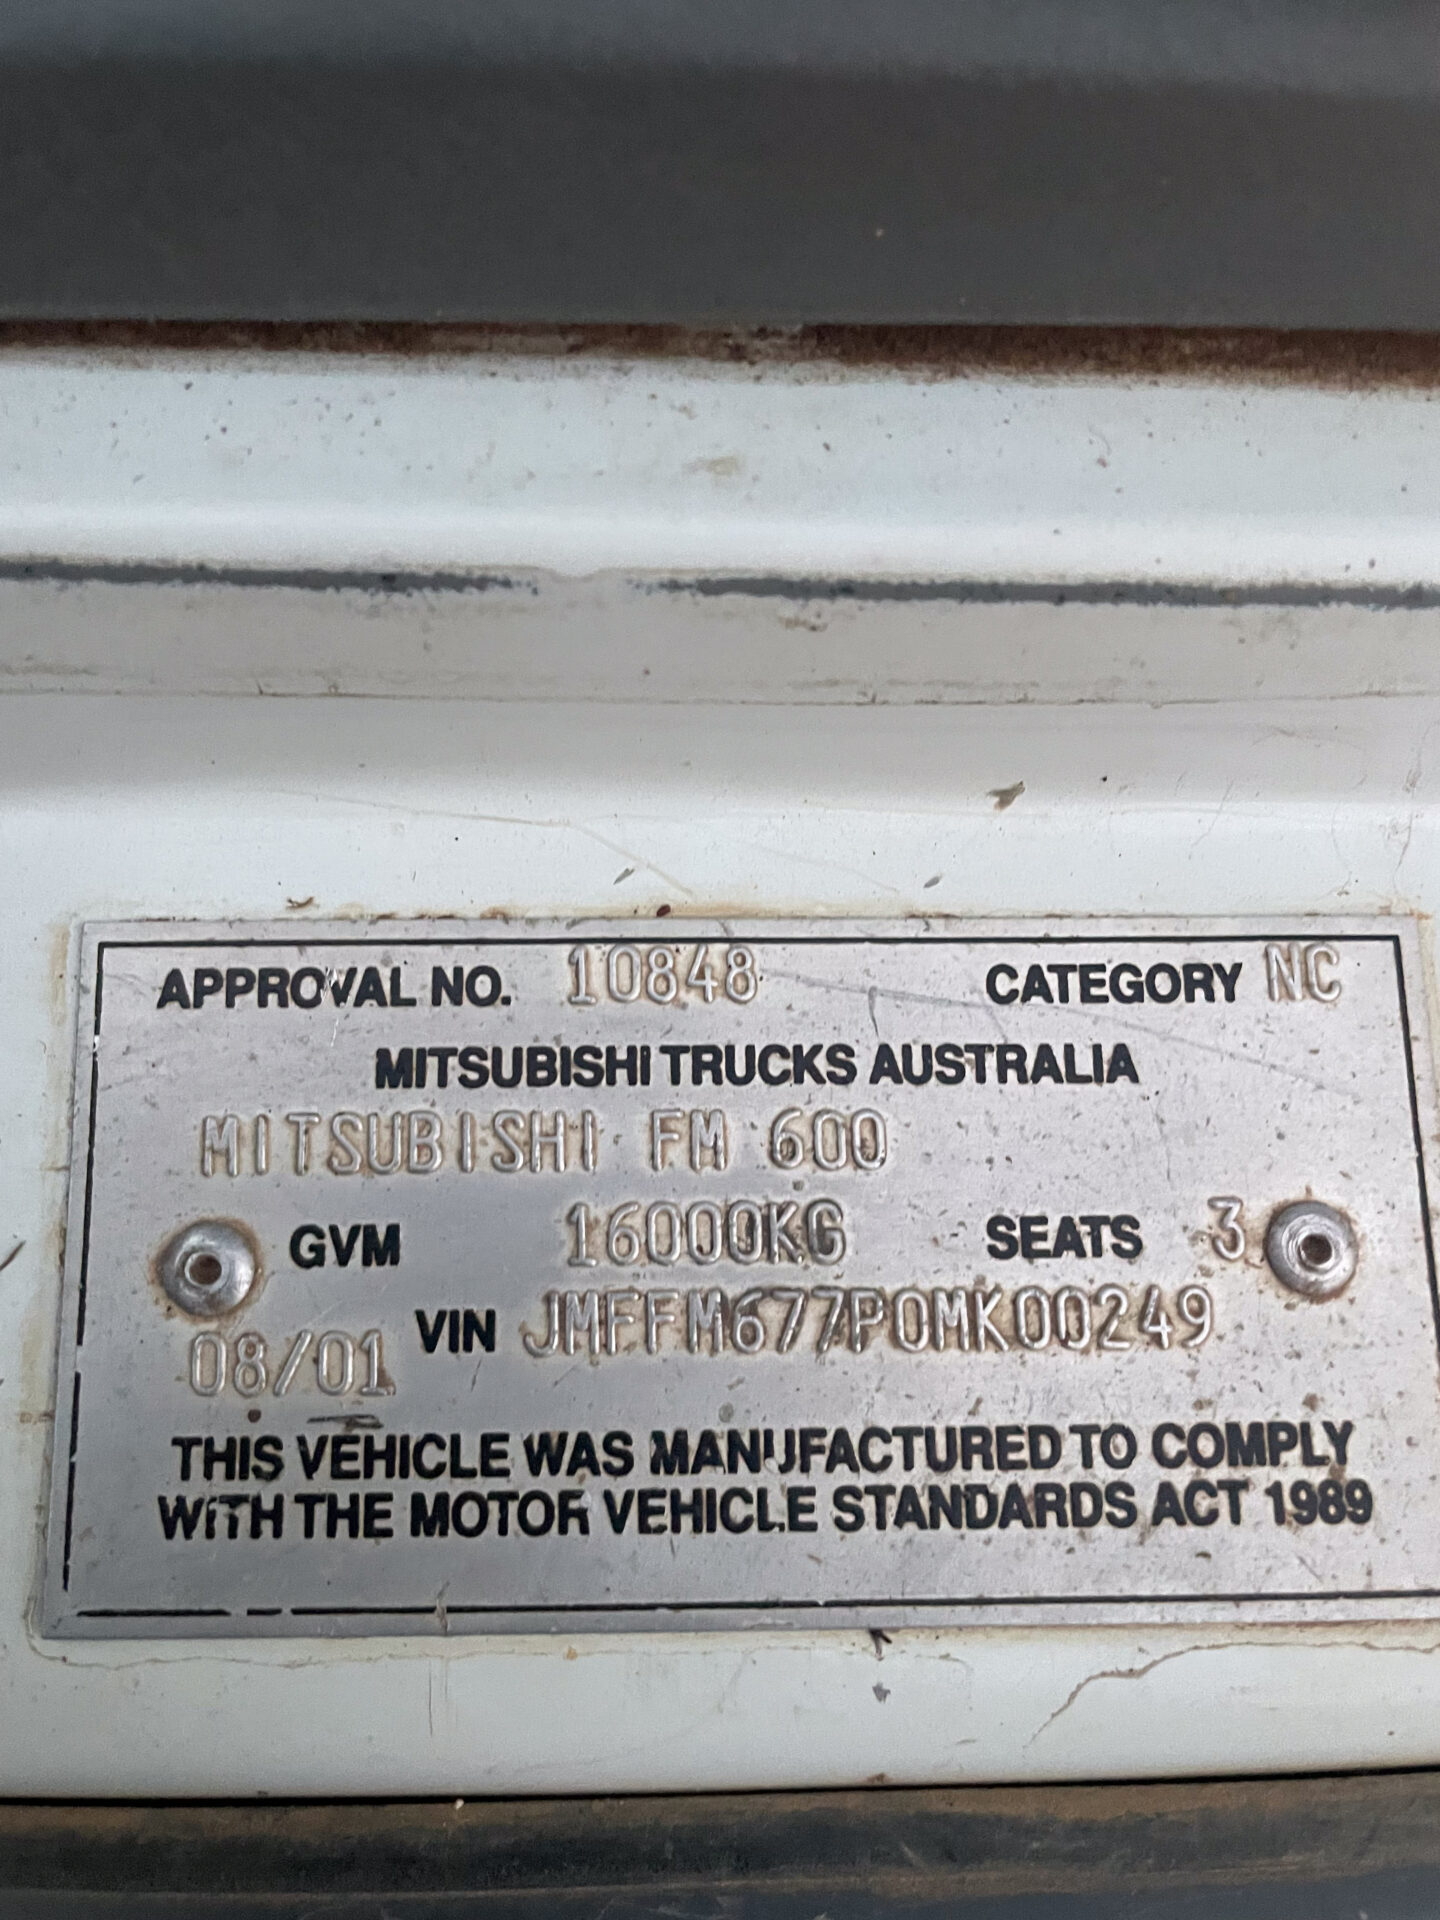 APPROVAL NO. 10848 CATEGORY NC
MITSUBISHI TRUCKS AUSTRALIA
MITSUBISHI FM 600
GVM 16000KG SEATS 3
08/01 VIN JMFFM677P0MK00249
THIS VEHICLE WAS MANUFACTURED TO COMPLY
WITH THE MOTOR VEHICLE STANDARDS ACT 1989